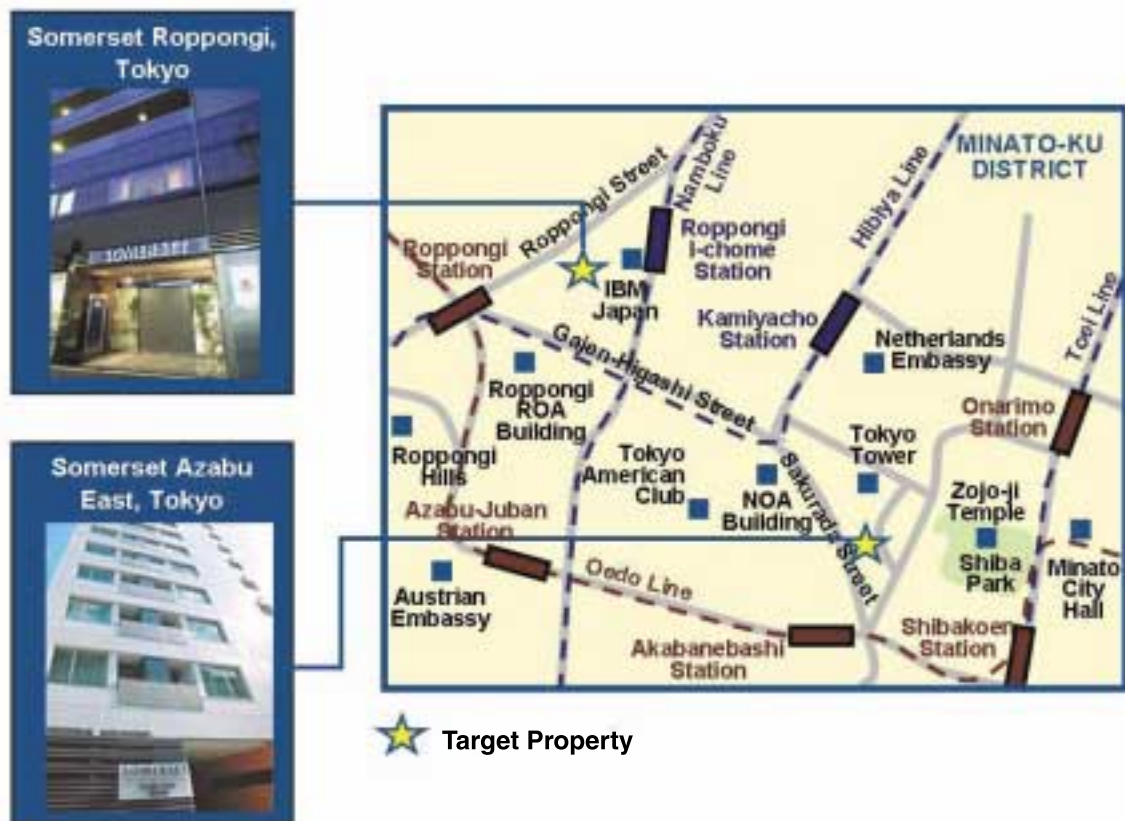 Somerset Roppongi,
Tokyo
SOMERSET
Somerset Azabu
East, Tokyo
SOMERSET
MINATO-KU
DISTRICT
Roppongi Street
Namboku
Line
Hibiya Line
Toei Line
Roppongi
Station
Roppongi
i-chome
Station
IBM
Japan
Kamiyacho
Station
Netherlands
Embassy
Gaien-Higashi Street
Roppongi
ROA
Building
Onarimo
Station
Roppongi
Hills
Tokyo
American
Club
Tokyo
Tower
NOA
Building
Sakurada Street
Zojo-ji
Temple
Azabu-Juban
Station
Shiba
Park
Minato
City
Hall
Oedo Line
Austrian
Embassy
Akabanebashi
Station
Shibakoen
Station
Target Property